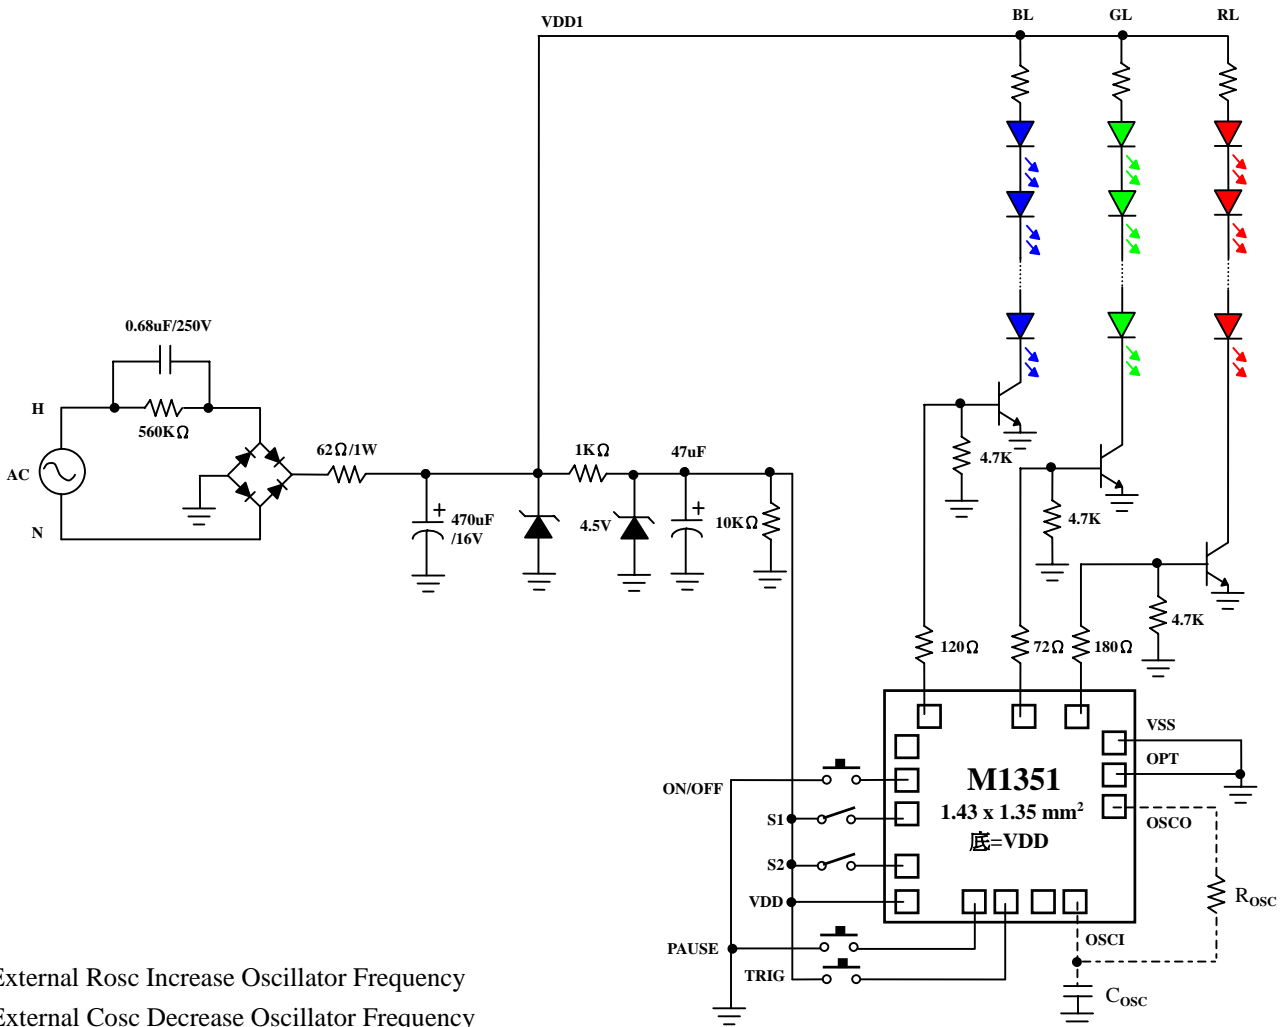 VDD1
BL
GL
RL
0.68uF/250V
H
560KΩ
AC
N
62Ω/1W
470uF
/16V
1KΩ
4.5V
47uF
10KΩ
4.7K
4.7K
4.7K
120Ω
72Ω
180Ω
VSS
OPT
OSCO
M1351
1.43 x 1.35 mm²
底=VDD
ON/OFF
S1
S2
VDD
PAUSE
TRIG
OSCI
ROSC
COSC
External Rosc Increase Oscillator Frequency
External Cosc Decrease Oscillator Frequency